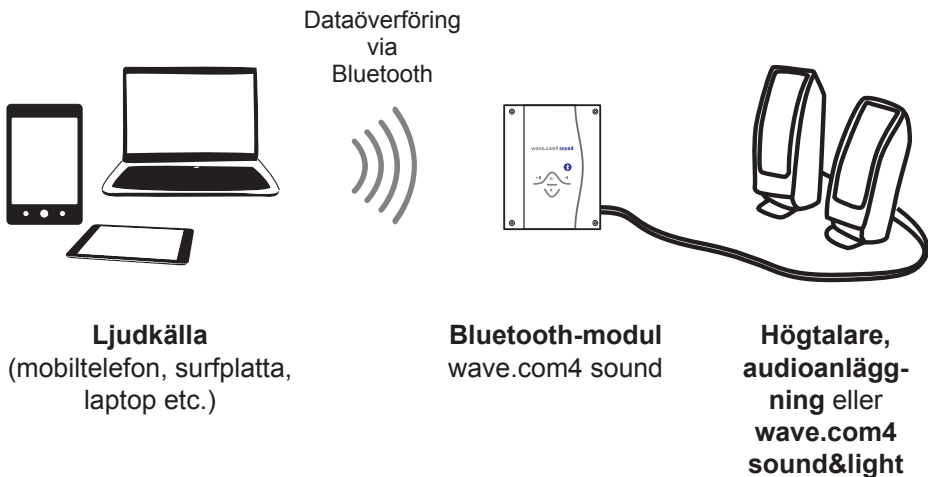 Dataöverföring
via
Bluetooth
wave.com4 sound
Ljudkälla
(mobiltelefon, surfplatta,
laptop etc.)
Bluetooth-modul
wave.com4 sound
Högtalare,
audioanlägg-
ning eller
wave.com4
sound&light